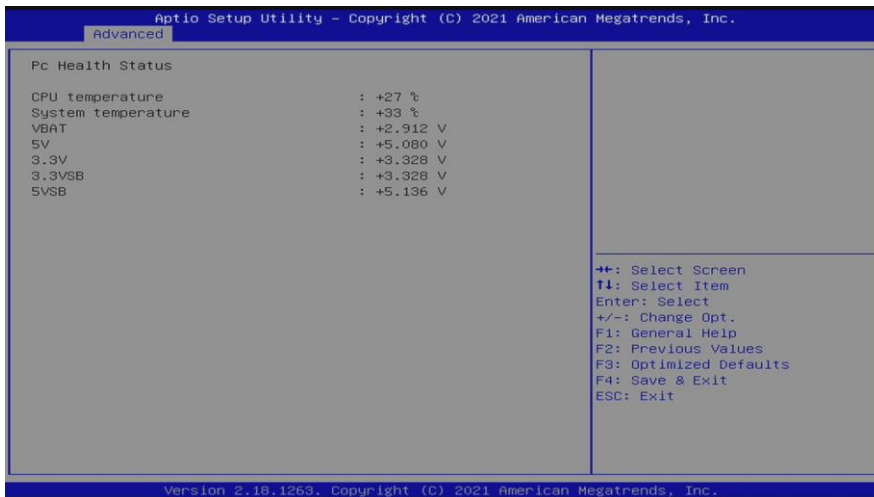 Aptio Setup Utility – Copyright (C) 2021 American Megatrends, Inc.
Advanced
Pc Health Status
CPU temperature : +27 ℃
System temperature : +33 ℃
VBAT : +2.912 V
5V : +5.080 V
3.3V : +3.328 V
3.3VSB : +3.328 V
5VSB : +5.136 V
→←: Select Screen
↑↓: Select Item
Enter: Select
+/-: Change Opt.
F1: General Help
F2: Previous Values
F3: Optimized Defaults
F4: Save & Exit
ESC: Exit
Version 2.18.1263. Copyright (C) 2021 American Megatrends, Inc.